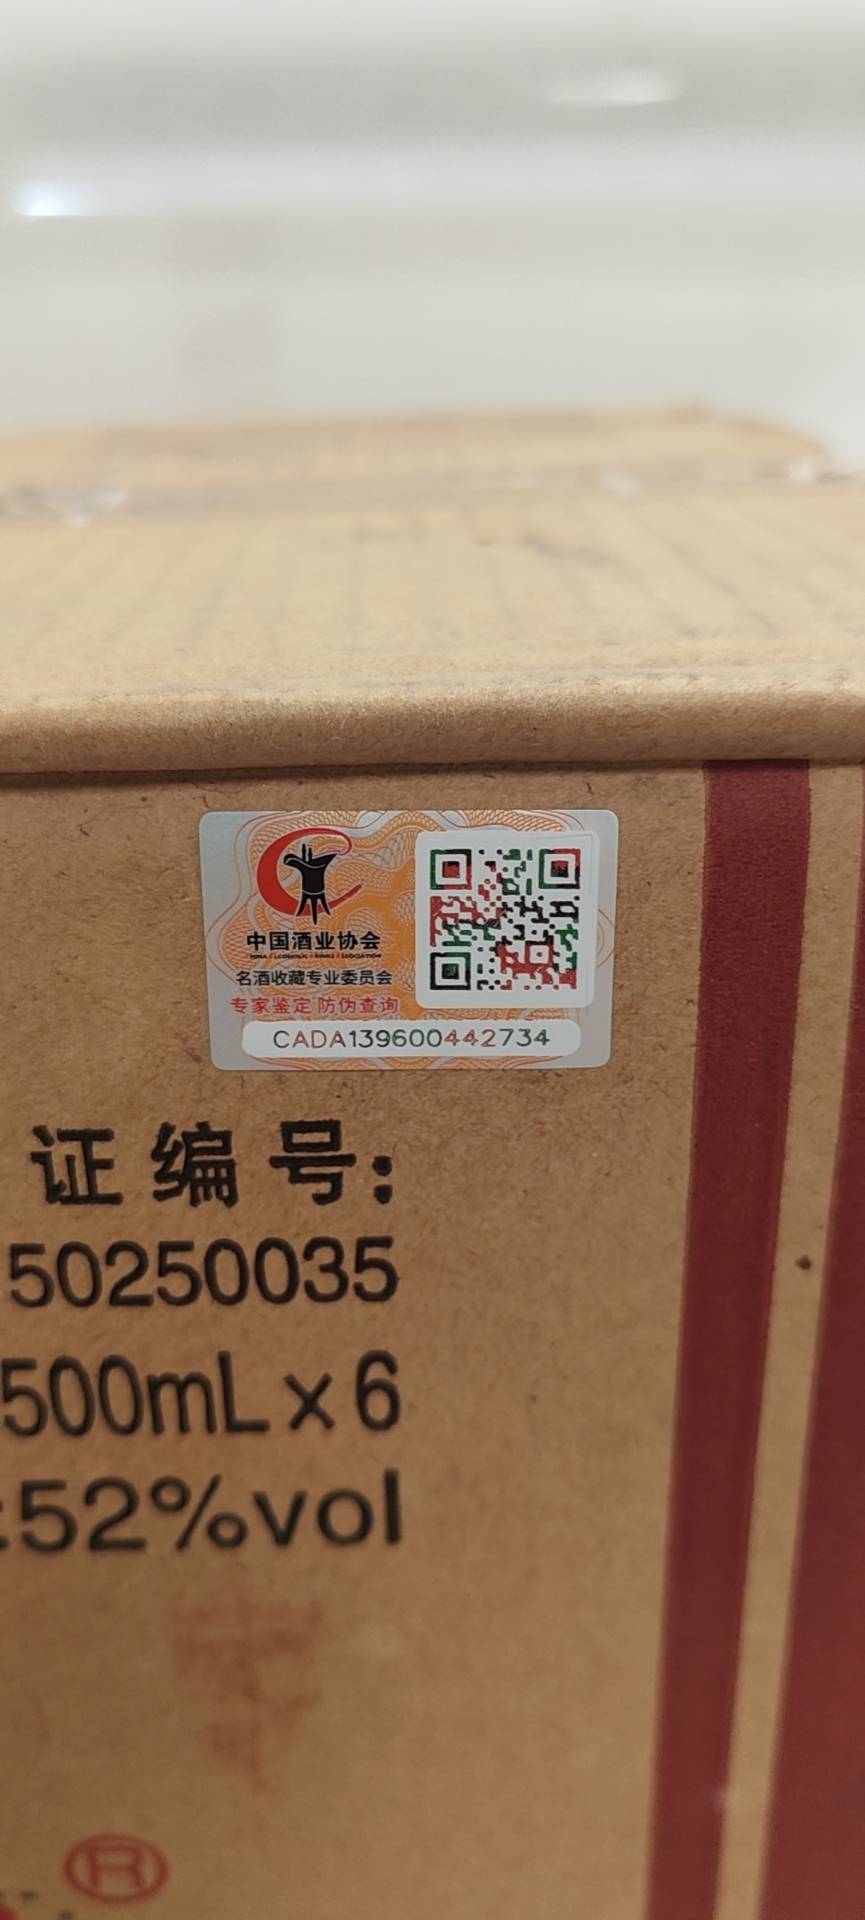 中国酒业协会
名酒收藏专业委员会
专家鉴定 防伪查询
CADA139600442734
证编号:
50250035
500mL×6
:52%vol
®